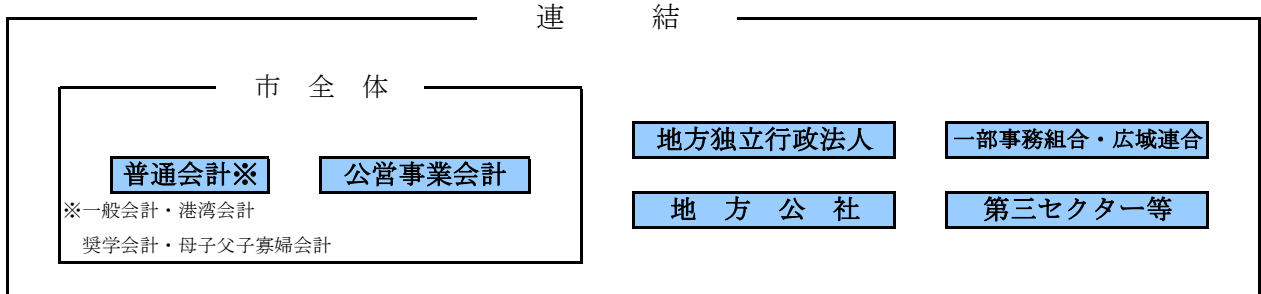 連　　　結
市　全　体
普通会計※　公営事業会計
※一般会計・港湾会計
奨学会計・母子父子寡婦会計
地方独立行政法人　一部事務組合・広域連合
地　方　公　社　第三セクター等